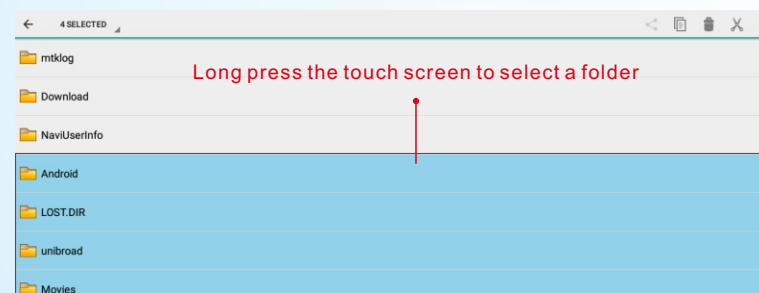 4 SELECTED
mtklog
Long press the touch screen to select a folder
Download
NaviUserInfo
Android
LOST.DIR
unibroad
Movies